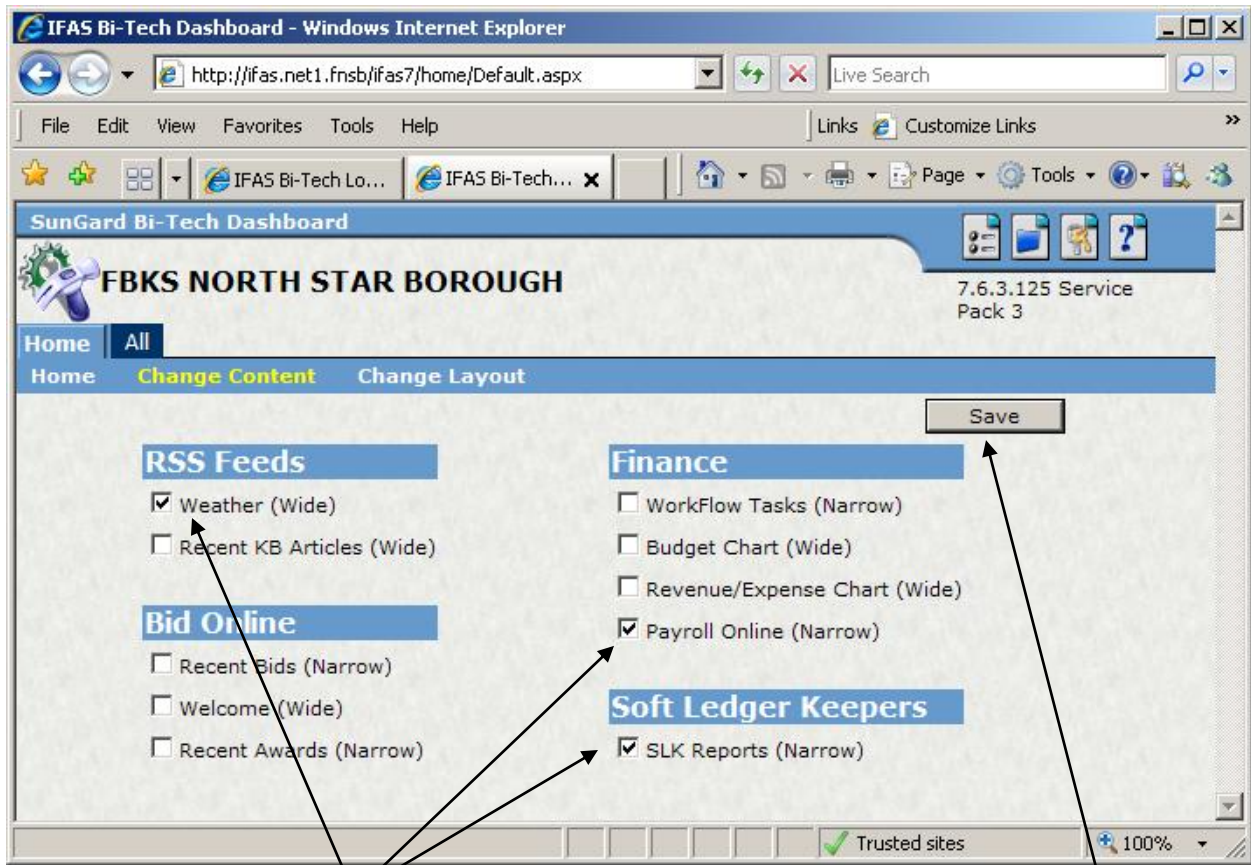 IFAS Bi-Tech Dashboard - Windows Internet Explorer
http://ifas.net1.fnsb/ifas7/home/Default.aspx
Live Search
File Edit View Favorites Tools Help
Links Customize Links
»
IFAS Bi-Tech Lo...
IFAS Bi-Tech...
Page
Tools
SunGard Bi-Tech Dashboard
FBKS NORTH STAR BOROUGH
7.6.3.125 Service
Pack 3
Home All
Home Change Content Change Layout
Save
RSS Feeds
Weather (Wide)
Recent KB Articles (Wide)
Bid Online
Recent Bids (Narrow)
Welcome (Wide)
Recent Awards (Narrow)
Finance
WorkFlow Tasks (Narrow)
Budget Chart (Wide)
Revenue/Expense Chart (Wide)
Payroll Online (Narrow)
Soft Ledger Keepers
SLK Reports (Narrow)
Trusted sites
100%